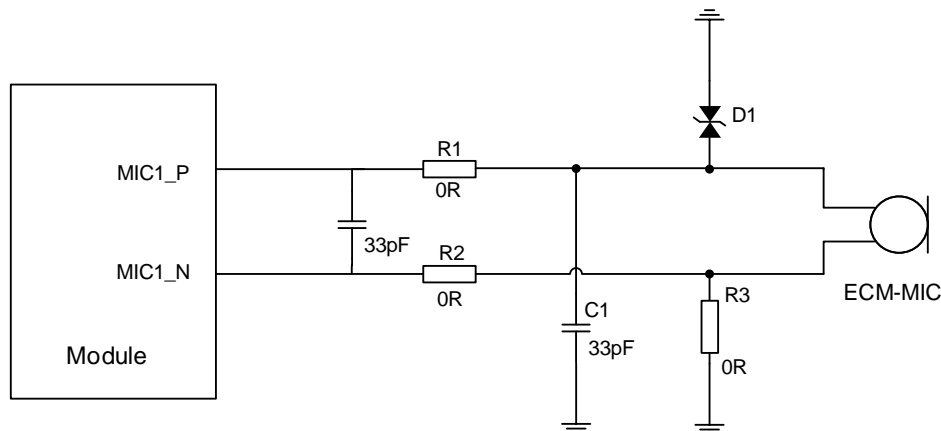 D1
R1
MIC1_P
0R
33pF
R2
MIC1_N
0R
ECM-MIC
R3
C1
33pF
0R
Module